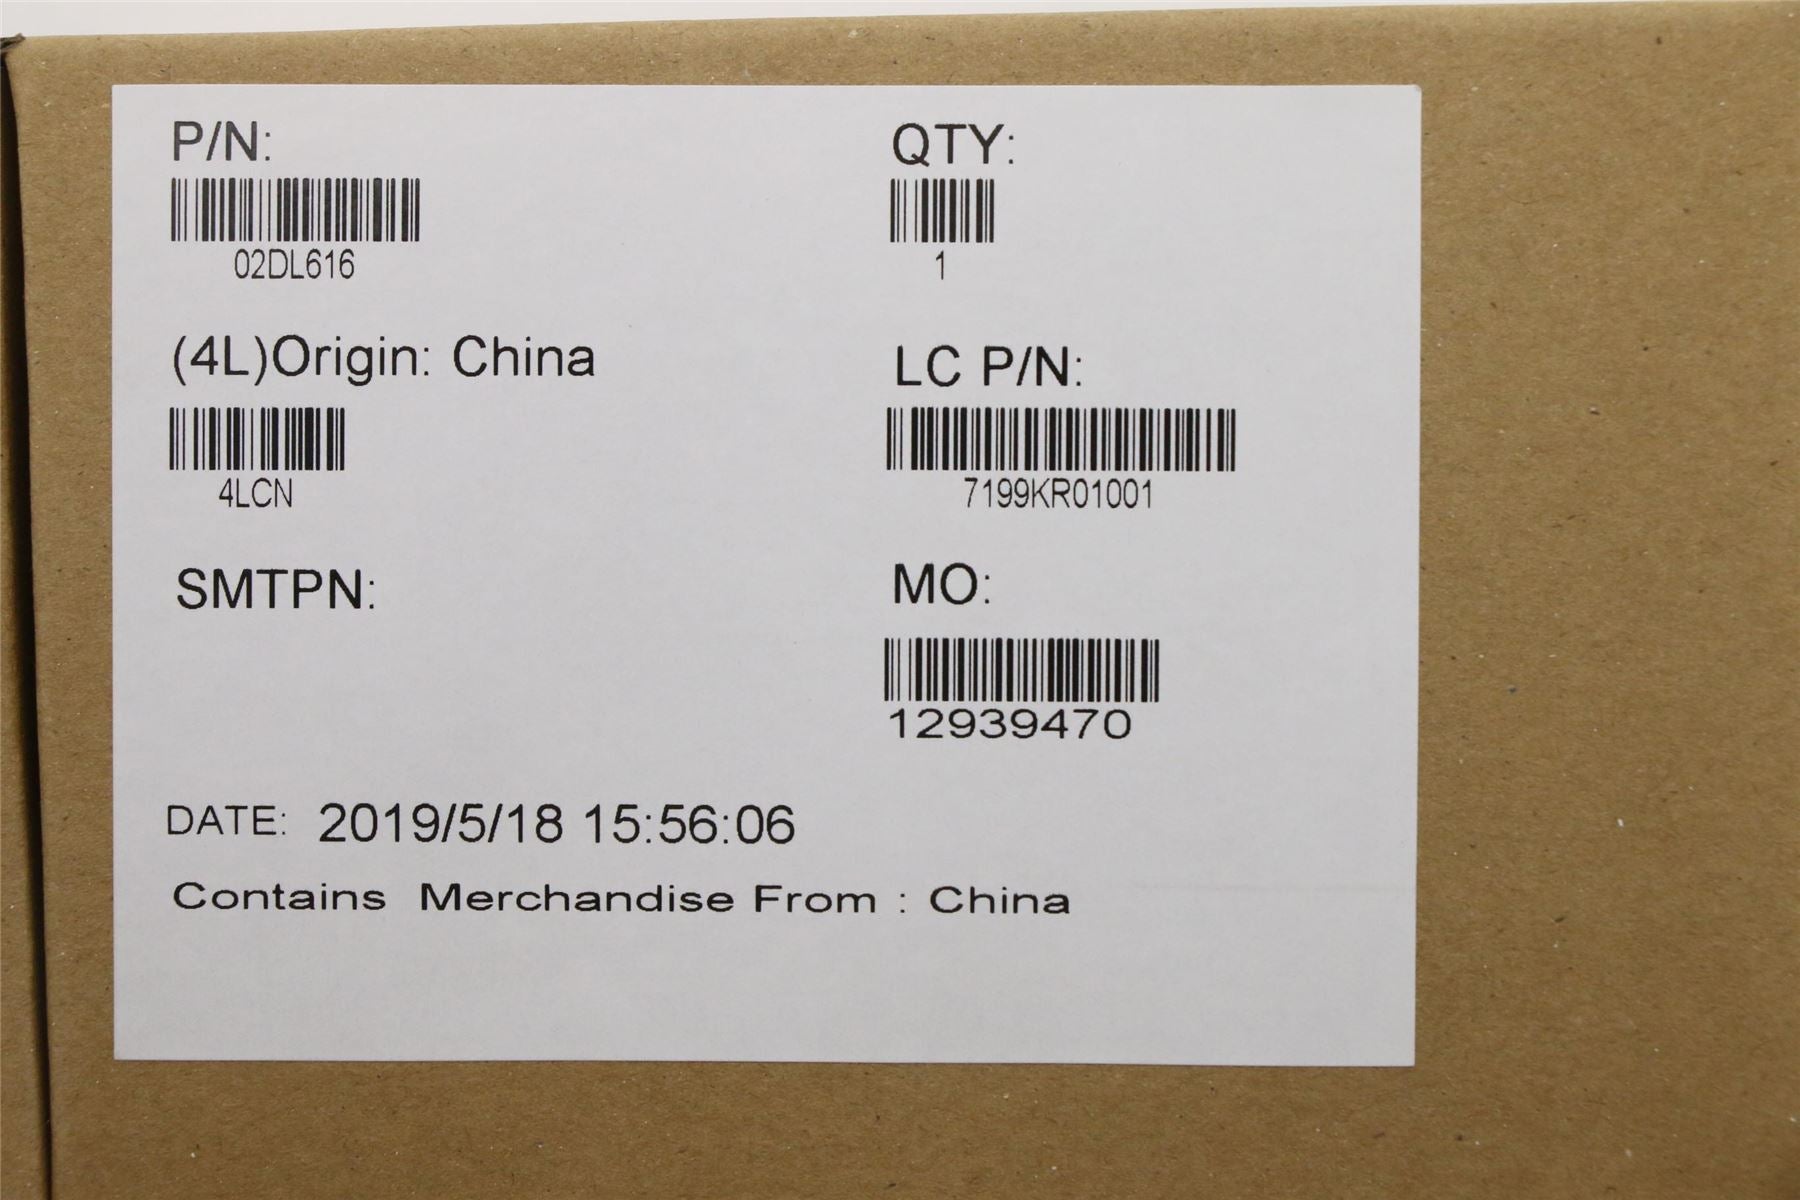 P/N:
02DL616
QTY:
1
(4L)Origin: China
4LCN
LC P/N:
7199KR01001
SMTPN:
MO:
12939470
DATE: 2019/5/18 15:56:06
Contains Merchandise From : China